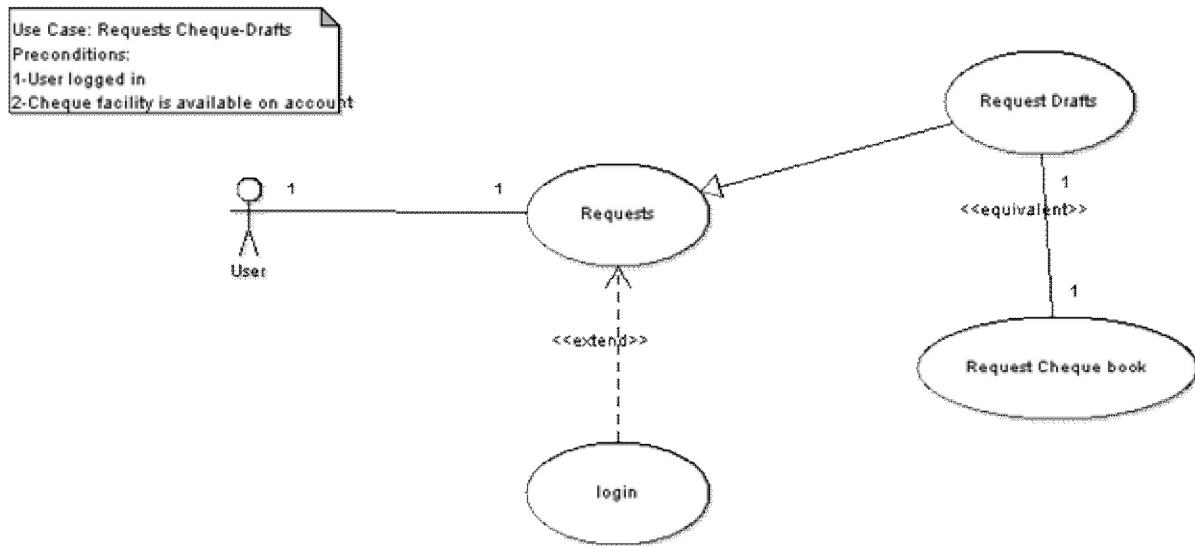 Use Case: Requests Cheque-Drafts
Preconditions:
1-User logged in
2-Cheque facility is available on account
Request Drafts
1
1
Requests
1
<<equivalent>>
User
1
<<extend>>
Request Cheque book
login